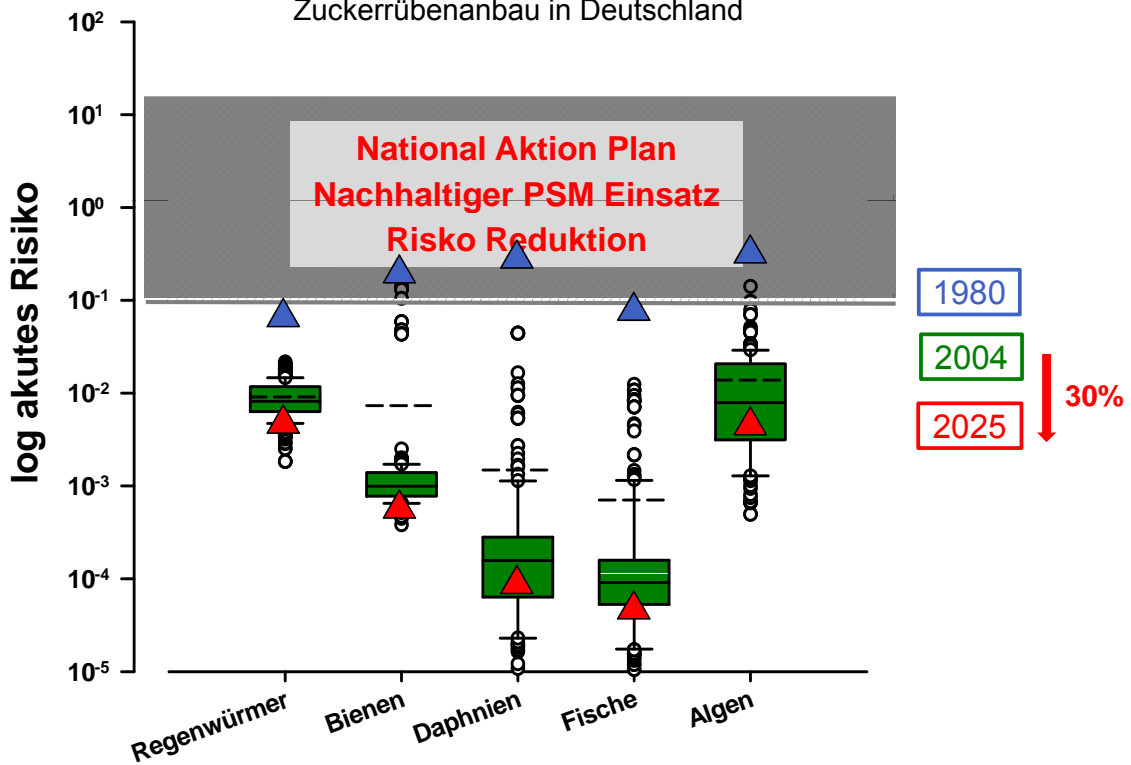 Zuckerrübenanbau in Deutschland
10²
10¹
10⁰
10⁻¹
10⁻²
10⁻³
10⁻⁴
10⁻⁵
log akutes Risiko
National Aktion Plan
Nachhaltiger PSM Einsatz
Risko Reduktion
1980
2004
2025
30%
Regenwürmer
Bienen
Daphnien
Fische
Algen